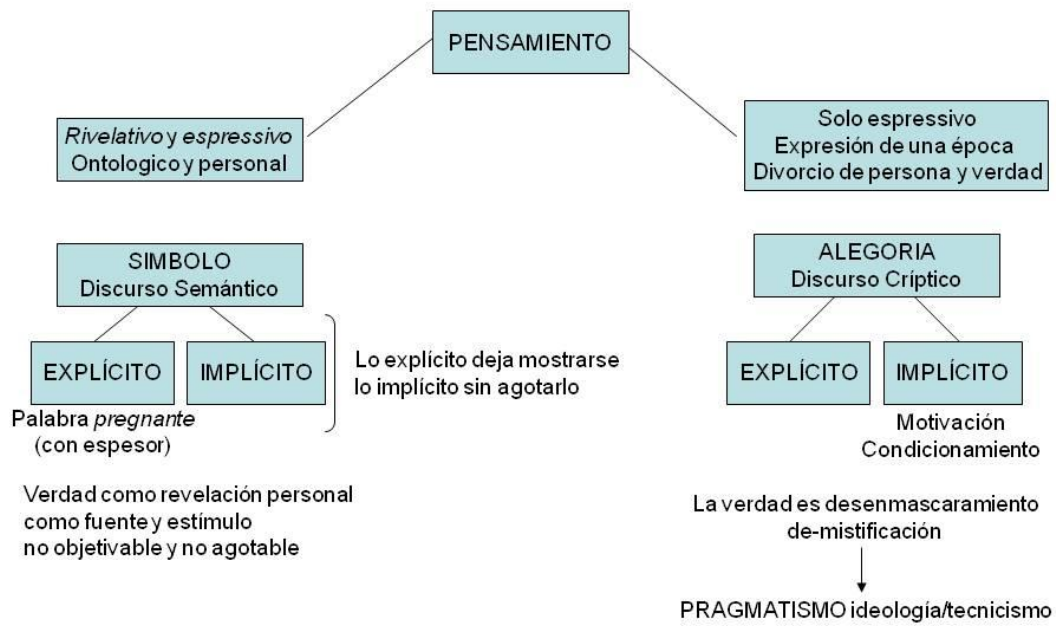 PENSAMIENTO
Rivelativo y espressivo
Ontologico y personal
Solo espressivo
Expresión de una época
Divorcio de persona y verdad
SIMBOLO
Discurso Semántico
ALEGORIA
Discurso Críptico
EXPLÍCITO
IMPLÍCITO
Lo explícito deja mostrarse
lo implícito sin agotarlo
EXPLÍCITO
IMPLÍCITO
Palabra pregnante
(con espesor)
Motivación
Condicionamiento
Verdad como revelación personal
como fuente y estímulo
no objetivable y no agotable
La verdad es desenmascaramiento
de-mistificación
PRAGMATISMO ideología/tecnicismo